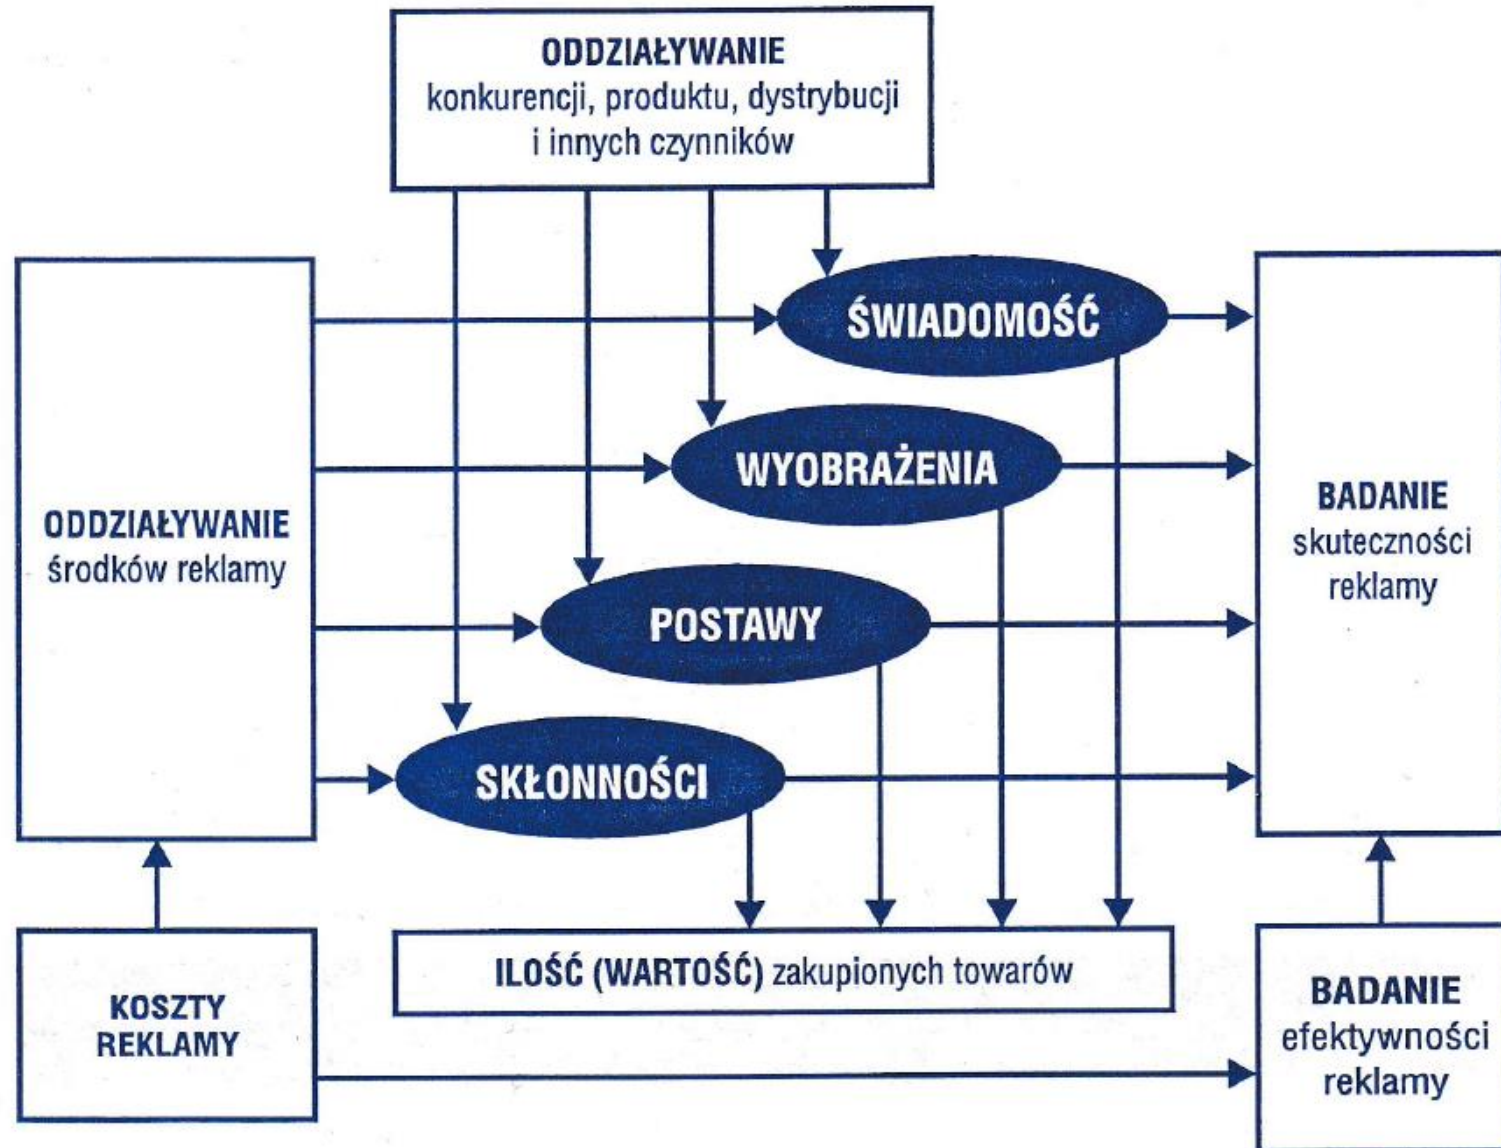 ODDZIAŁYWANIE
konkurencji, produktu, dystrybucji
i innych czynników
ŚWIADOMOŚĆ
WYOBRAŻENIA
ODDZIAŁYWANIE
środków reklamy
BADANIE
skuteczności
reklamy
POSTAWY
SKŁONNOŚCI
ILOŚĆ (WARTOŚĆ) zakupionych towarów
KOSZTY
REKLAMY
BADANIE
efektywności
reklamy